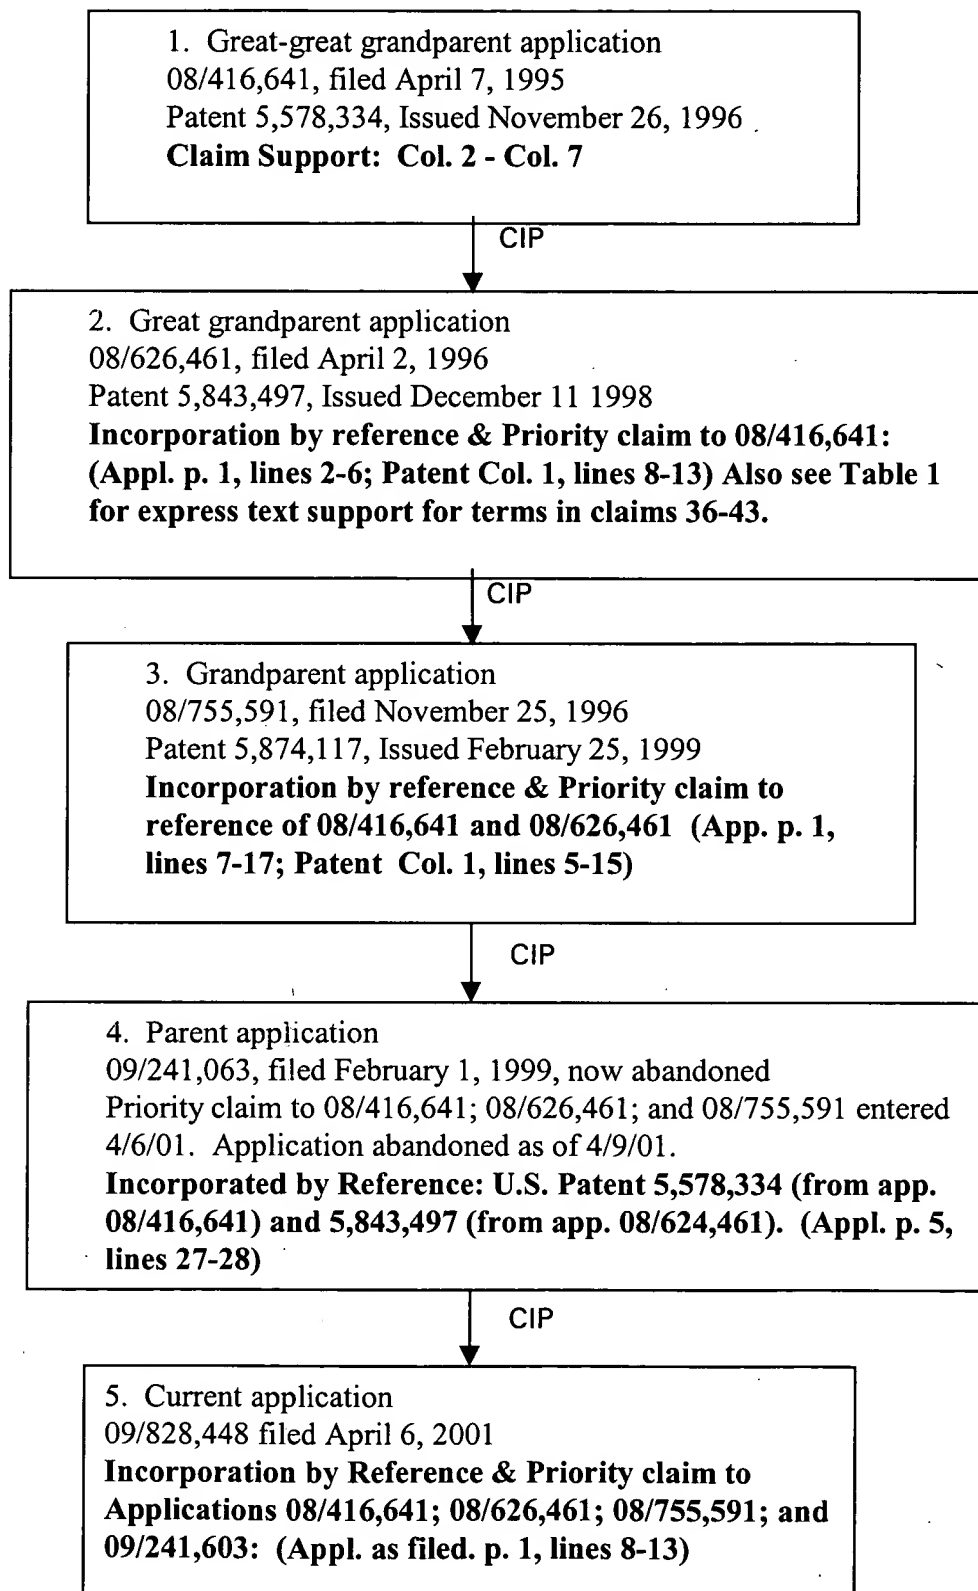 1. Great-great grandparent application
08/416,641, filed April 7, 1995
Patent 5,578,334, Issued November 26, 1996
Claim Support: Col. 2 - Col. 7
CIP
2. Great grandparent application
08/626,461, filed April 2, 1996
Patent 5,843,497, Issued December 11 1998
Incorporation by reference & Priority claim to 08/416,641:
(Appl. p. 1, lines 2-6; Patent Col. 1, lines 8-13) Also see Table 1
for express text support for terms in claims 36-43.
CIP
3. Grandparent application
08/755,591, filed November 25, 1996
Patent 5,874,117, Issued February 25, 1999
Incorporation by reference & Priority claim to
reference of 08/416,641 and 08/626,461 (App. p. 1,
lines 7-17; Patent Col. 1, lines 5-15)
CIP
4. Parent application
09/241,063, filed February 1, 1999, now abandoned
Priority claim to 08/416,641; 08/626,461; and 08/755,591 entered
4/6/01. Application abandoned as of 4/9/01.
Incorporated by Reference: U.S. Patent 5,578,334 (from app.
08/416,641) and 5,843,497 (from app. 08/624,461). (Appl. p. 5,
lines 27-28)
CIP
5. Current application
09/828,448 filed April 6, 2001
Incorporation by Reference & Priority claim to
Applications 08/416,641; 08/626,461; 08/755,591; and
09/241,603: (Appl. as filed. p. 1, lines 8-13)